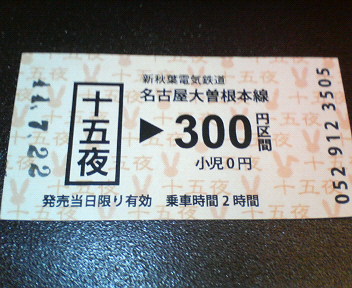 新秋葉電気鉄道
名古屋大曽根本線
十五夜
▶300円区間
小児0円
発売当日限り有効 乗車時間2時間
41.7.22
052 912 3505